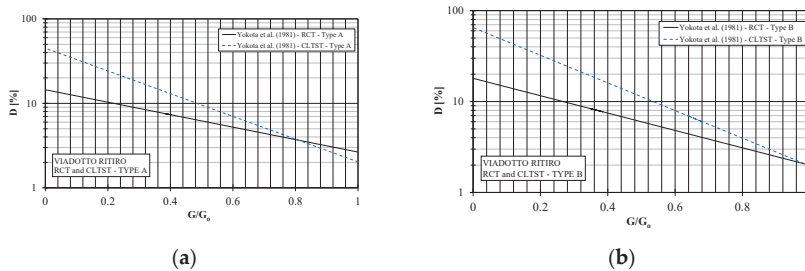 100
10
1
D [%]
0
0.2
0.4
0.6
0.8
1
G/G₀
Yokota et al. (1981) - RCT - Type A
Yokota et al. (1981) - CLTST - Type A
VIADOTTO RITIRO
RCT and CLTST - TYPE A
(a)
100
10
1
D [%]
0
0.2
0.4
0.6
0.8
G/G₀
Yokota et al. (1981) - RCT - Type B
Yokota et al. (1981) - CLTST - Type B
VIADOTTO RITIRO
RCT and CLTST - TYPE B
(b)